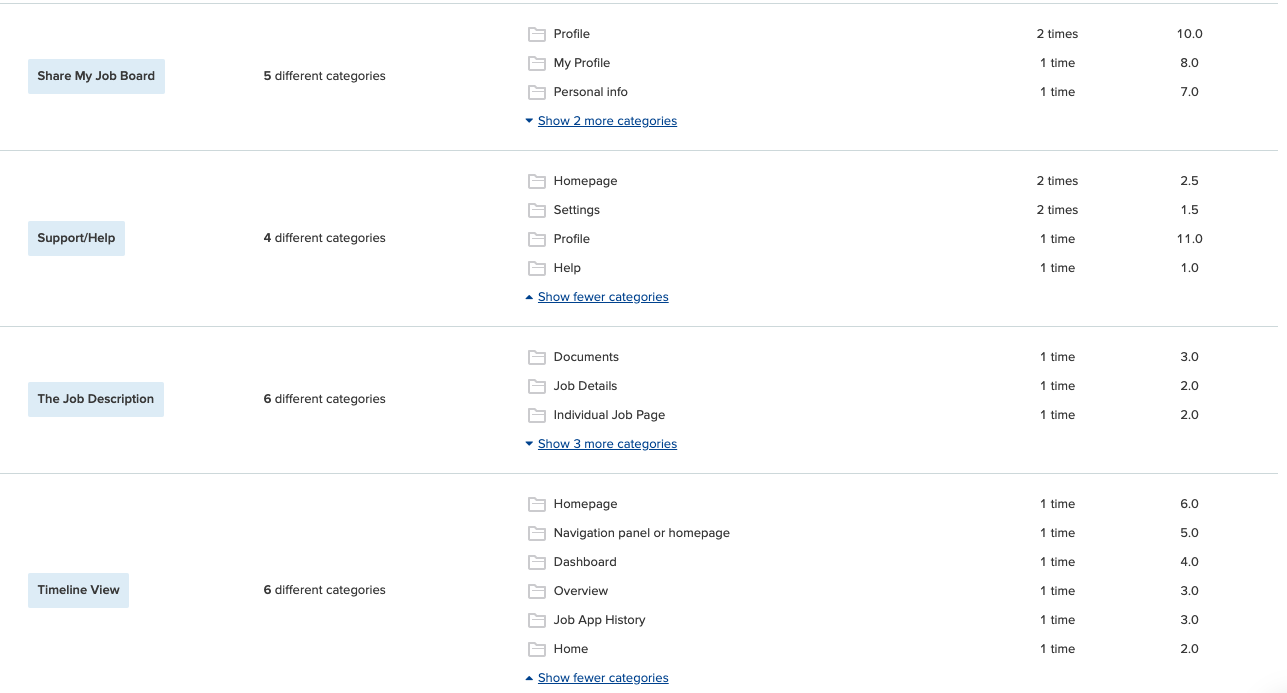 Profile 2 times 10.0
Share My Job Board 5 different categories My Profile 1 time 8.0
Personal info 1 time 7.0
Show 2 more categories
Homepage 2 times 2.5
Settings 2 times 1.5
Support/Help 4 different categories Profile 1 time 11.0
Help 1 time 1.0
Show fewer categories
Documents 1 time 3.0
Job Details 1 time 2.0
The Job Description 6 different categories
Individual Job Page 1 time 2.0
Show 3 more categories
Homepage 1 time 6.0
Navigation panel or homepage 1 time 5.0
Dashboard 1 time 4.0
Timeline View 6 different categories Overview 1 time 3.0
Job App History 1 time 3.0
Home 1 time 2.0
Show fewer categories